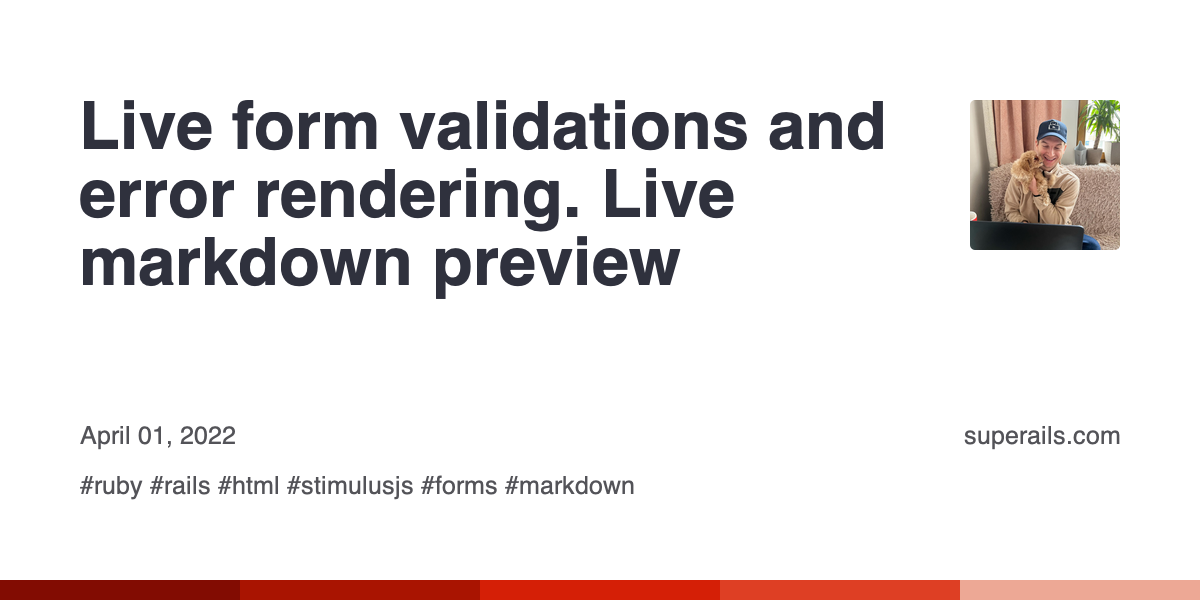 Live form validations and
error rendering. Live
markdown preview
April 01, 2022
superails.com
#ruby #rails #html #stimulusjs #forms #markdown